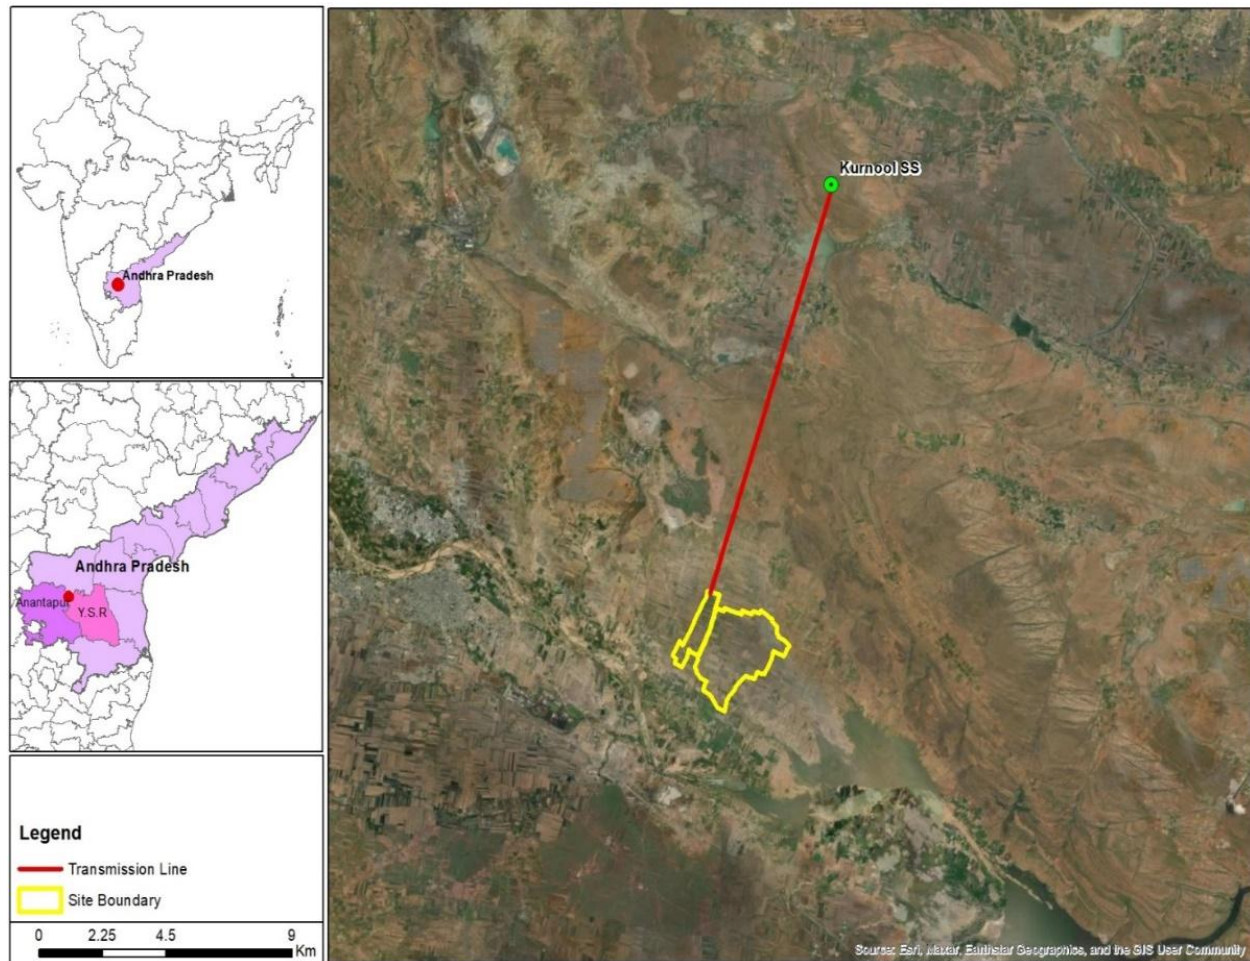 Andhra Pradesh
Andhra Pradesh
Anantapur
Y.S.R
Legend
Transmission Line
Site Boundary
0 2.25 4.5 9
Km
Kurnool SS
Source: Esri, Maxar, Earthstar Geographics, and the GIS User Community